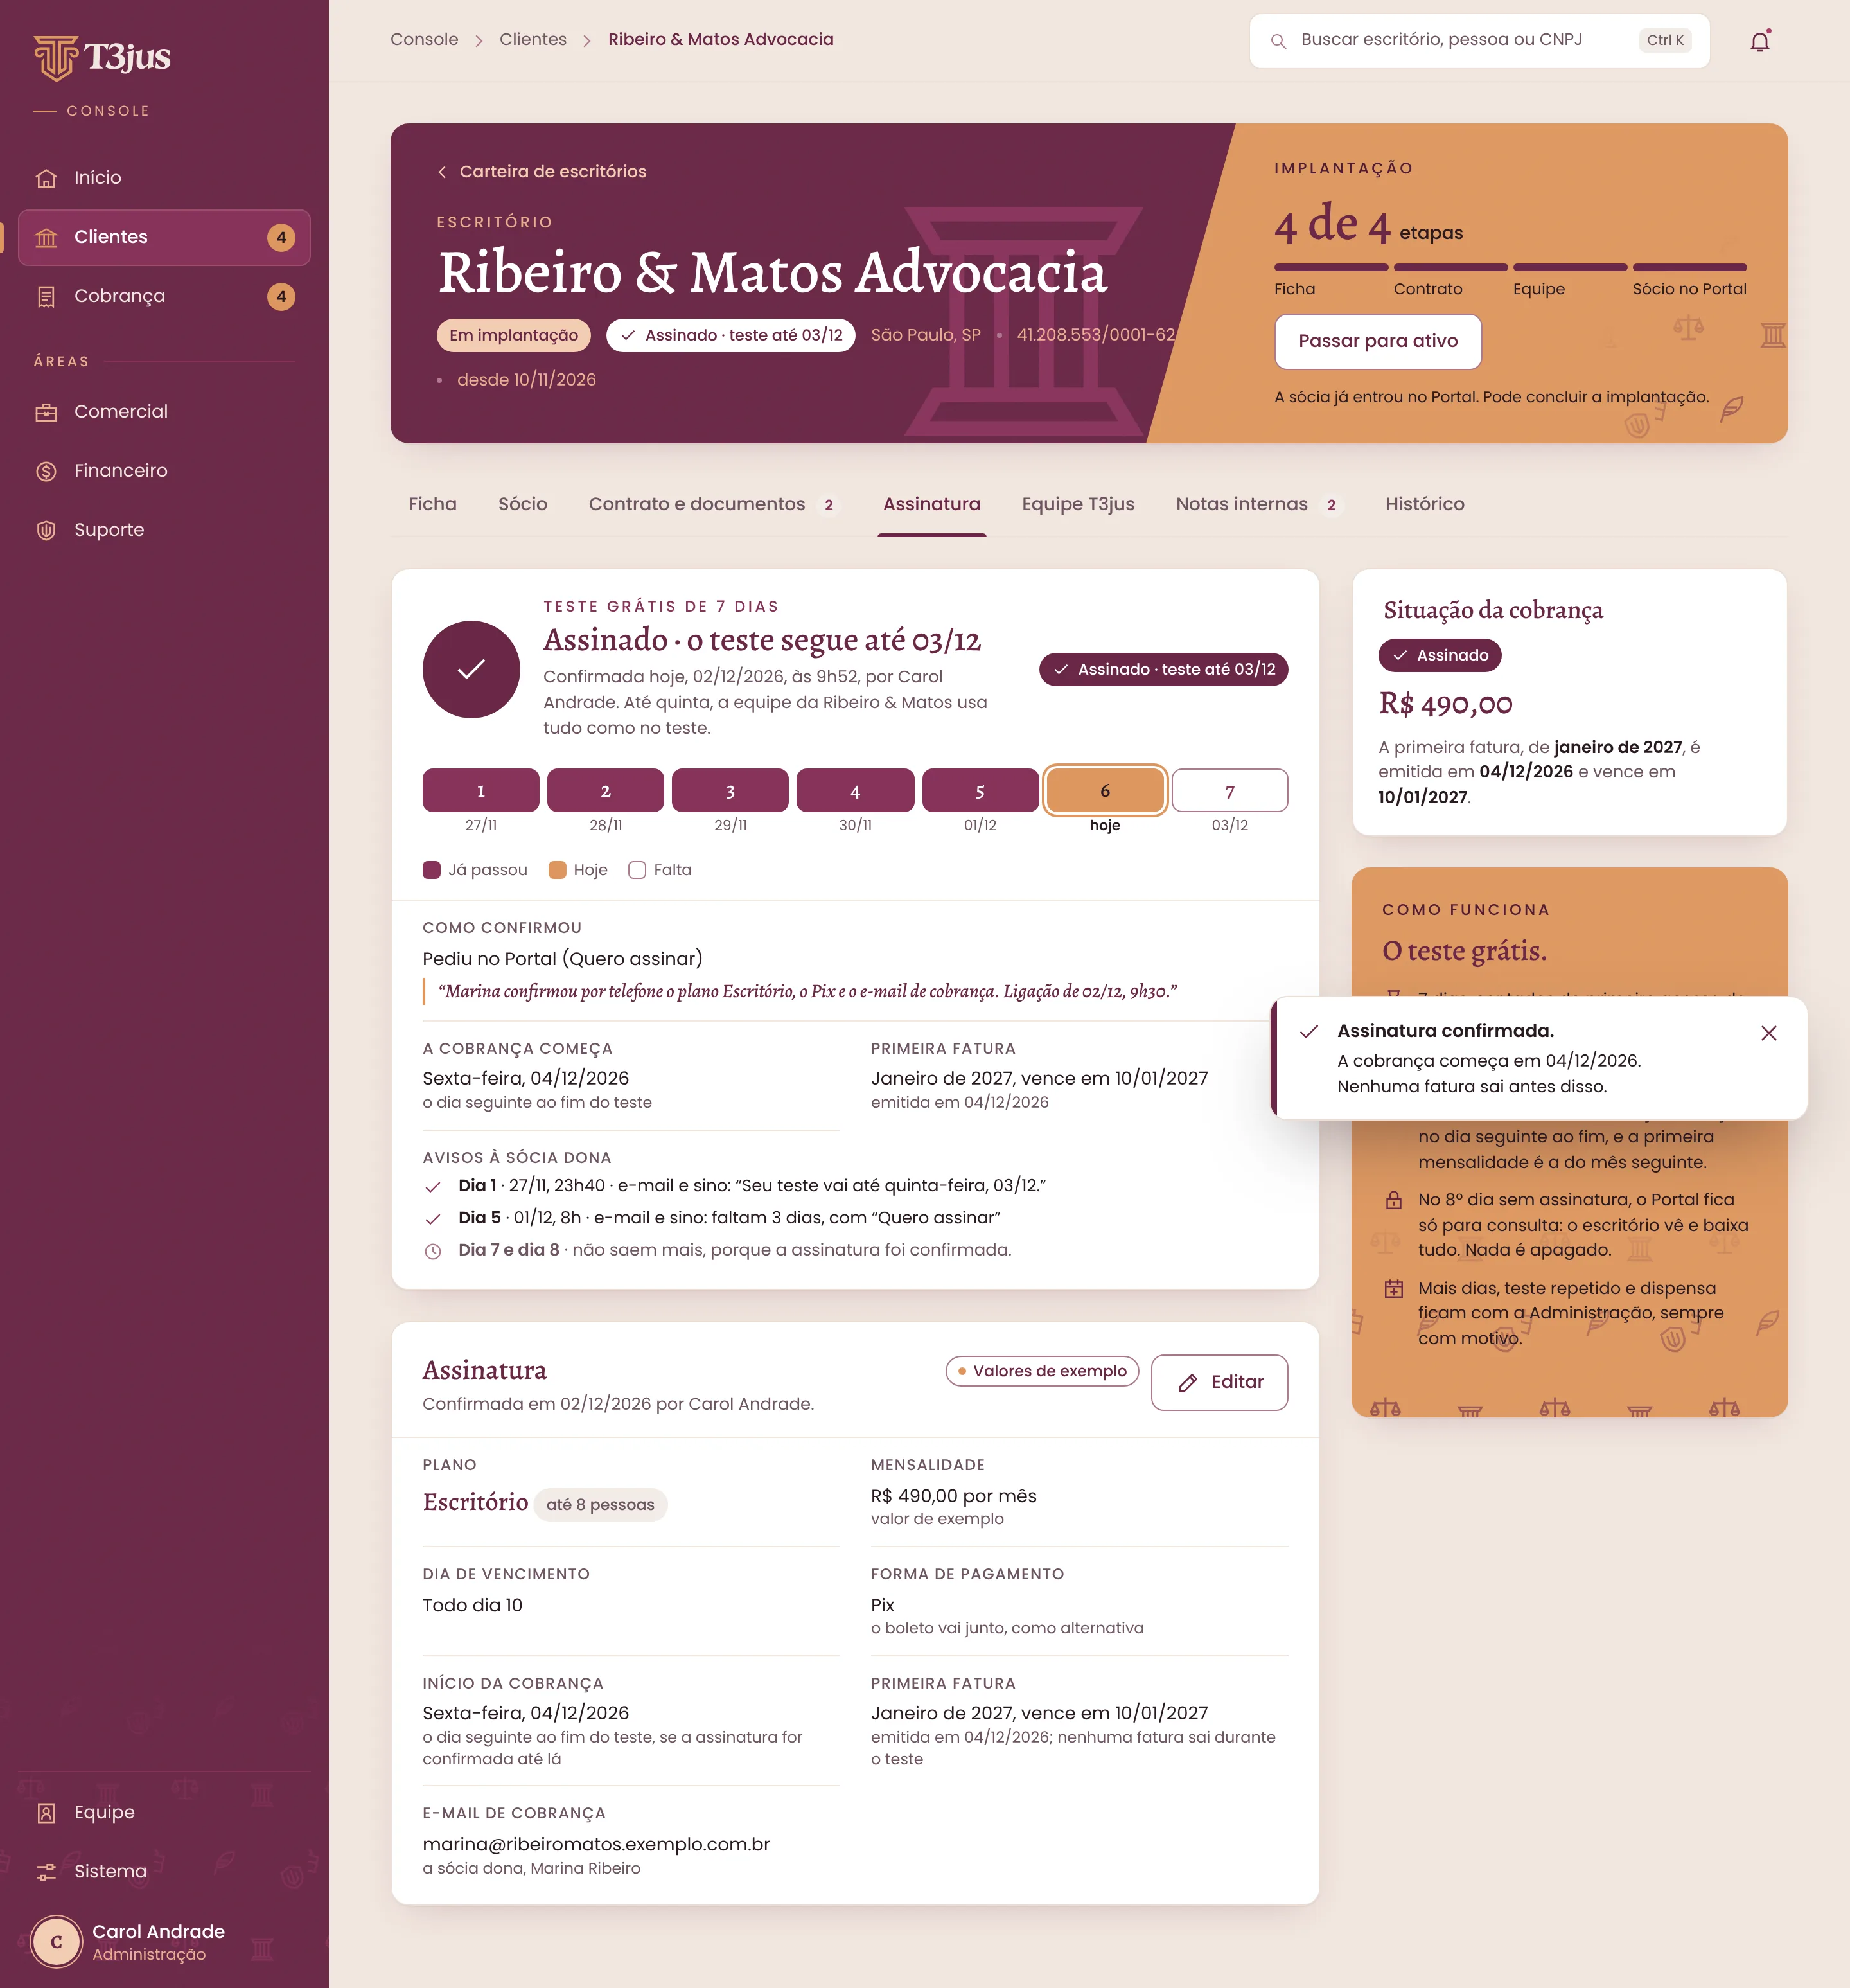 T3jus
CONSOLE
Início
Clientes 4
Cobrança 4
ÁREAS
Comercial
Financeiro
Suporte
Equipe
Sistema
C
Carol Andrade
Administração
Console > Clientes > Ribeiro & Matos Advocacia
Buscar escritório, pessoa ou CNPJ Ctrl K
Carteira de escritórios
ESCRITÓRIO
Ribeiro & Matos Advocacia
Em implantação Assinado · teste até 03/12 São Paulo, SP • 41.208.553/0001-62
• desde 10/11/2026
IMPLANTAÇÃO
4 de 4 etapas
Ficha Contrato Equipe Sócio no Portal
Passar para ativo
A sócia já entrou no Portal. Pode concluir a implantação.
Ficha Sócio Contrato e documentos 2 Assinatura Equipe T3jus Notas internas 2 Histórico
TESTE GRÁTIS DE 7 DIAS
Assinado · o teste segue até 03/12
Confirmada hoje, 02/12/2026, às 9h52, por Carol
Andrade. Até quinta, a equipe da Ribeiro & Matos usa
tudo como no teste.
Assinado · teste até 03/12
1 2 3 4 5 6 7
27/11 28/11 29/11 30/11 01/12 hoje 03/12
Já passou Hoje Falta
COMO CONFIRMOU
Pediu no Portal (Quero assinar)
“Marina confirmou por telefone o plano Escritório, o Pix e o e-mail de cobrança. Ligação de 02/12, 9h30.”
A COBRANÇA COMEÇA
Sexta-feira, 04/12/2026
o dia seguinte ao fim do teste
PRIMEIRA FATURA
Janeiro de 2027, vence em 10/01/2027
emitida em 04/12/2026
AVISOS À SÓCIA DONA
Dia 1 · 27/11, 23h40 · e-mail e sino: “Seu teste vai até quinta-feira, 03/12.”
Dia 5 · 01/12, 8h · e-mail e sino: faltam 3 dias, com “Quero assinar”
Dia 7 e dia 8 · não saem mais, porque a assinatura foi confirmada.
Assinatura
Confirmada em 02/12/2026 por Carol Andrade.
Valores de exemplo
Editar
PLANO
Escritório até 8 pessoas
MENSALIDADE
R$ 490,00 por mês
valor de exemplo
DIA DE VENCIMENTO
Todo dia 10
FORMA DE PAGAMENTO
Pix
o boleto vai junto, como alternativa
INÍCIO DA COBRANÇA
Sexta-feira, 04/12/2026
o dia seguinte ao fim do teste, se a assinatura for
confirmada até lá
PRIMEIRA FATURA
Janeiro de 2027, vence em 10/01/2027
emitida em 04/12/2026; nenhuma fatura sai durante
o teste
E-MAIL DE COBRANÇA
marina@ribeiromatos.exemplo.com.br
a sócia dona, Marina Ribeiro
Situação da cobrança
Assinado
R$ 490,00
A primeira fatura, de janeiro de 2027, é
emitida em 04/12/2026 e vence em
10/01/2027.
COMO FUNCIONA
O teste grátis.
Assinatura confirmada.
A cobrança começa em 04/12/2026.
Nenhuma fatura sai antes disso.
no dia seguinte ao fim, e a primeira
mensalidade é a do mês seguinte.
No 8º dia sem assinatura, o Portal fica
só para consulta: o escritório vê e baixa
tudo. Nada é apagado.
Mais dias, teste repetido e dispensa
ficam com a Administração, sempre
com motivo.